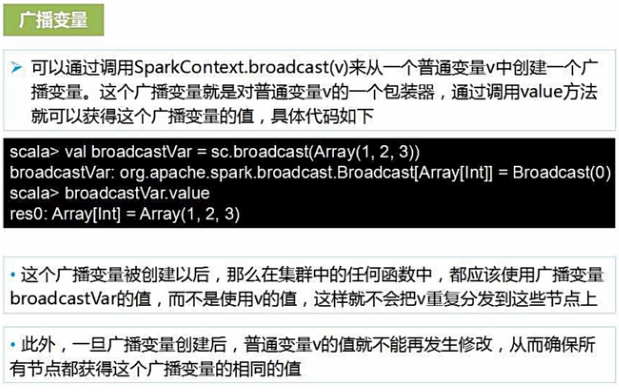 广播变量
➢ 可以通过调用SparkContext.broadcast(v)来从一个普通变量v中创建一个广
播变量。这个广播变量就是对普通变量v的一个包装器，通过调用value方法
就可以获得这个广播变量的值，具体代码如下
scala> val broadcastVar = sc.broadcast(Array(1, 2, 3))
broadcastVar: org.apache.spark.broadcast.Broadcast[Array[Int]] = Broadcast(0)
scala> broadcastVar.value
res0: Array[Int] = Array(1, 2, 3)
• 这个广播变量被创建以后，那么在集群中的任何函数中，都应该使用广播变量
broadcastVar的值，而不是使用v的值，这样就不会把v重复分发到这些节点上
• 此外，一旦广播变量创建后，普通变量v的值就不能再发生修改，从而确保所
有节点都获得这个广播变量的相同的值